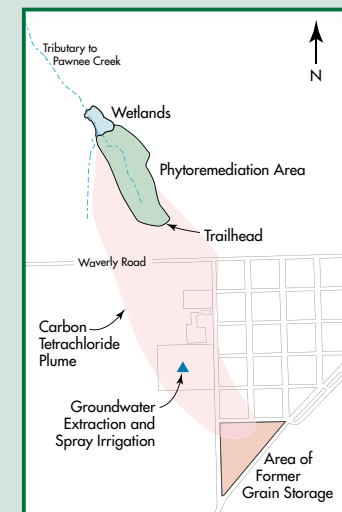 Tributary to
Pawnee Creek
N
Wetlands
Phytoremediation Area
Trailhead
Waverly Road
Carbon
Tetrachloride
Plume
Groundwater
Extraction and
Spray Irrigation
Area of
Former
Grain Storage